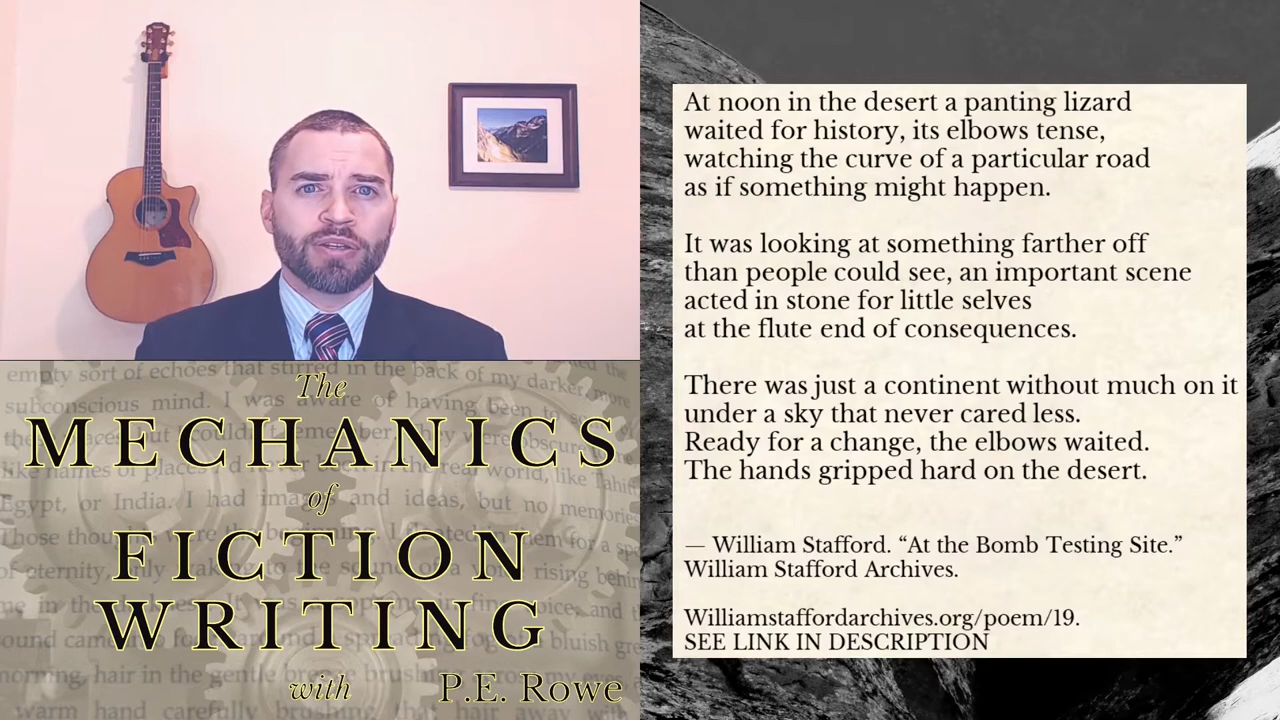 The
MECHANICS
of
FICTION
WRITING
with P.E. Rowe
At noon in the desert a panting lizard
waited for history, its elbows tense,
watching the curve of a particular road
as if something might happen.
It was looking at something farther off
than people could see, an important scene
acted in stone for little selves
at the flute end of consequences.
There was just a continent without much on it
under a sky that never cared less.
Ready for a change, the elbows waited.
The hands gripped hard on the desert.
— William Stafford. “At the Bomb Testing Site.”
William Stafford Archives.
Williamstaffordarchives.org/poem/19.
SEE LINK IN DESCRIPTION